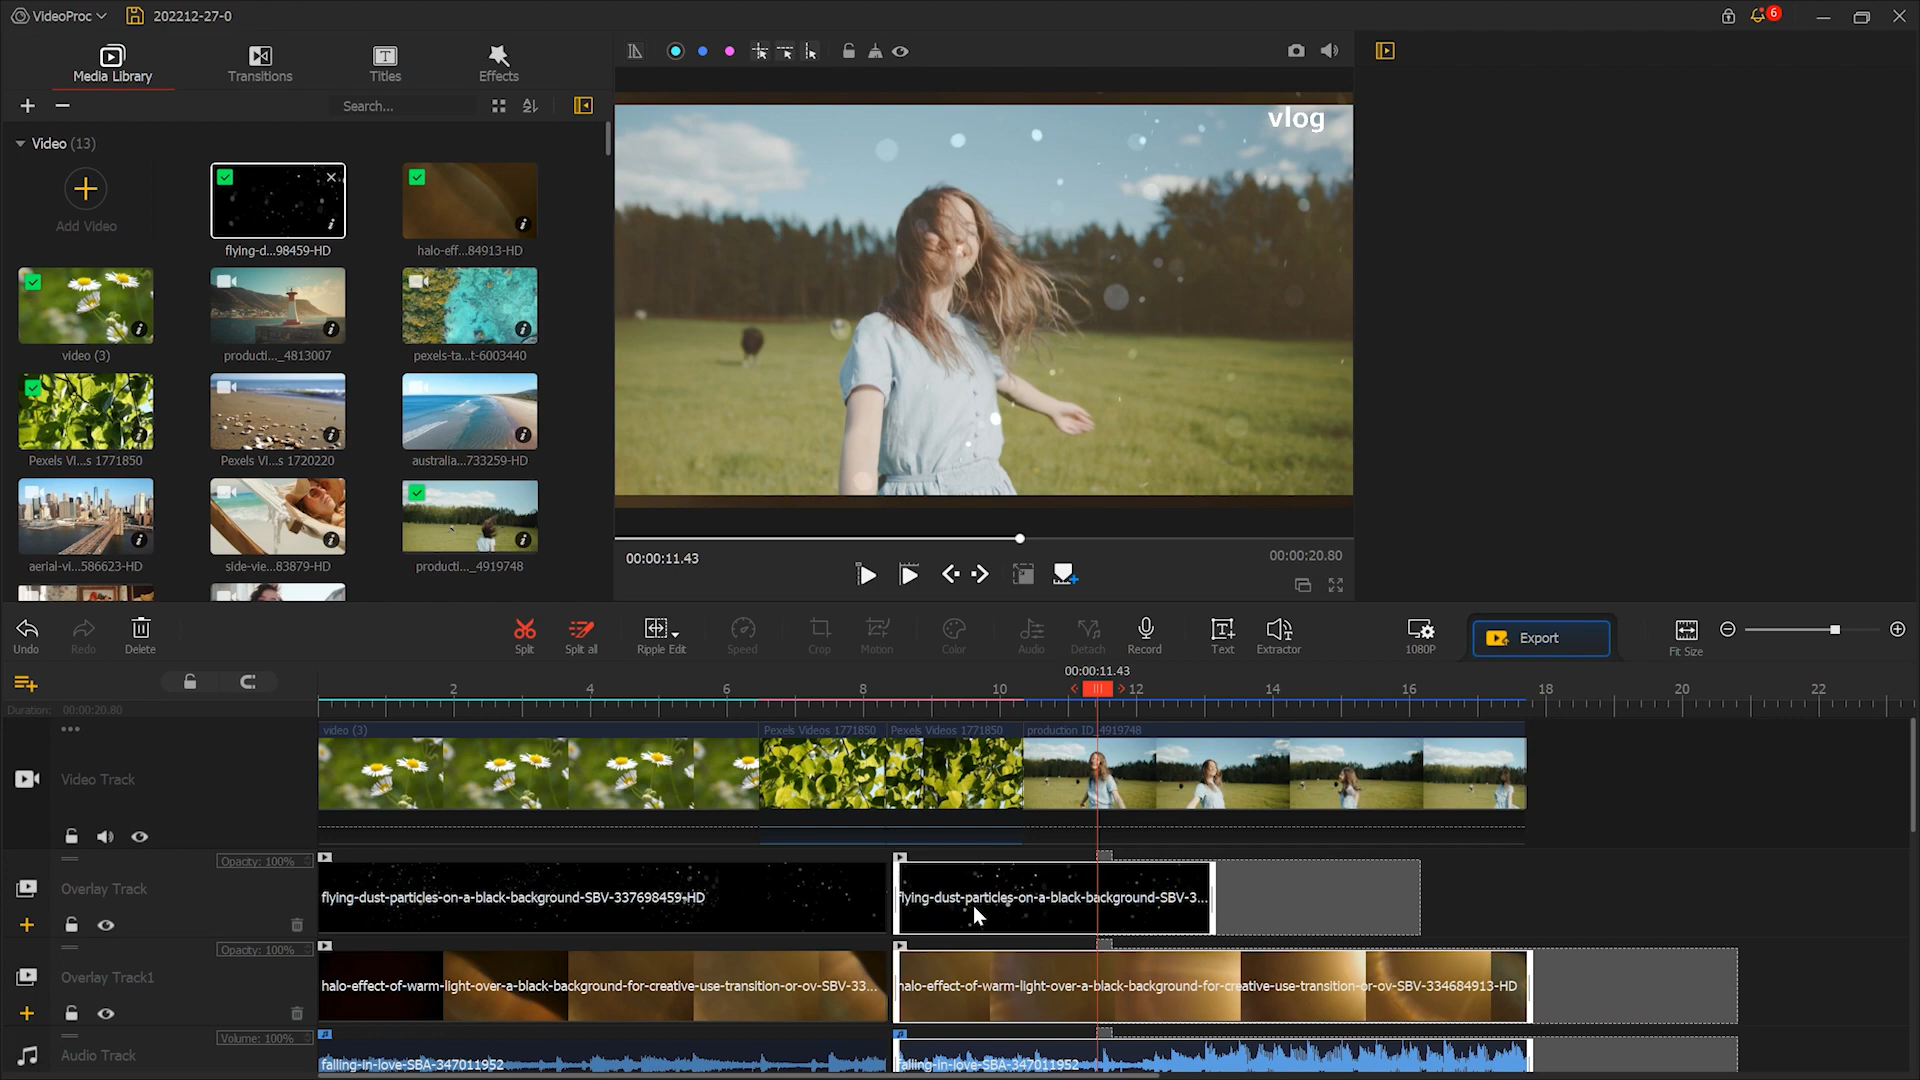 VideoProc
202212-27-0
6
Media Library
Transitions
Titles
Effects
Search...
Video (13)
Add Video
flying-d...98459-HD
halo-eff...84913-HD
video (3)
producti..._4813007
pexels-ta...t-6003440
Pexels VI...s 1771850
Pexels VI...s 1720220
australia...733259-HD
aerial-vi...586623-HD
side-vie...83879-HD
producti..._4919748
vlog
00:00:11.43
00:00:20.80
Undo
Redo
Delete
Split
Split all
Ripple Edit
Speed
Crop
Motion
Color
Audio
Detach
Record
Text
Extractor
1080P
Export
Fit Size
00:00:11.43
2
4
6
8
10
12
14
16
18
20
22
Duration: 00:00:20.80
video (3)
Pexels Videos 1771850
Pexels Videos 1771850
production ID_4919748
Video Track
Opacity: 100%
Overlay Track
flying-dust-particles-on-a-black-background-SBV-337698459-HD
flying-dust-particles-on-a-black-background-SBV-3...
Opacity: 100%
Overlay Track1
halo-effect-of-warm-light-over-a-black-background-for-creative-use-transition-or-ov-SBV-33...
halo-effect-of-warm-light-over-a-black-background-for-creative-use-transition-or-ov-SBV-334684913-HD
Volume: 100%
Audio Track
falling-in-love-SBA-347011952
falling-in-love-SBA-347011952